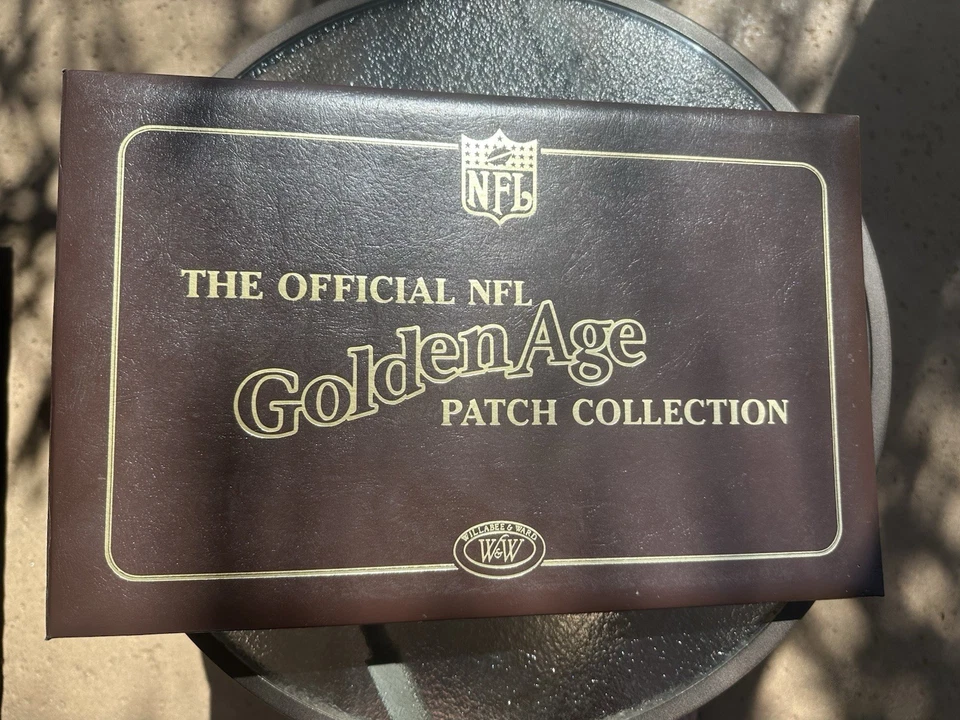 NFL
THE OFFICIAL NFL
Golden Age
PATCH COLLECTION
WILLABEE & WARD
W&W